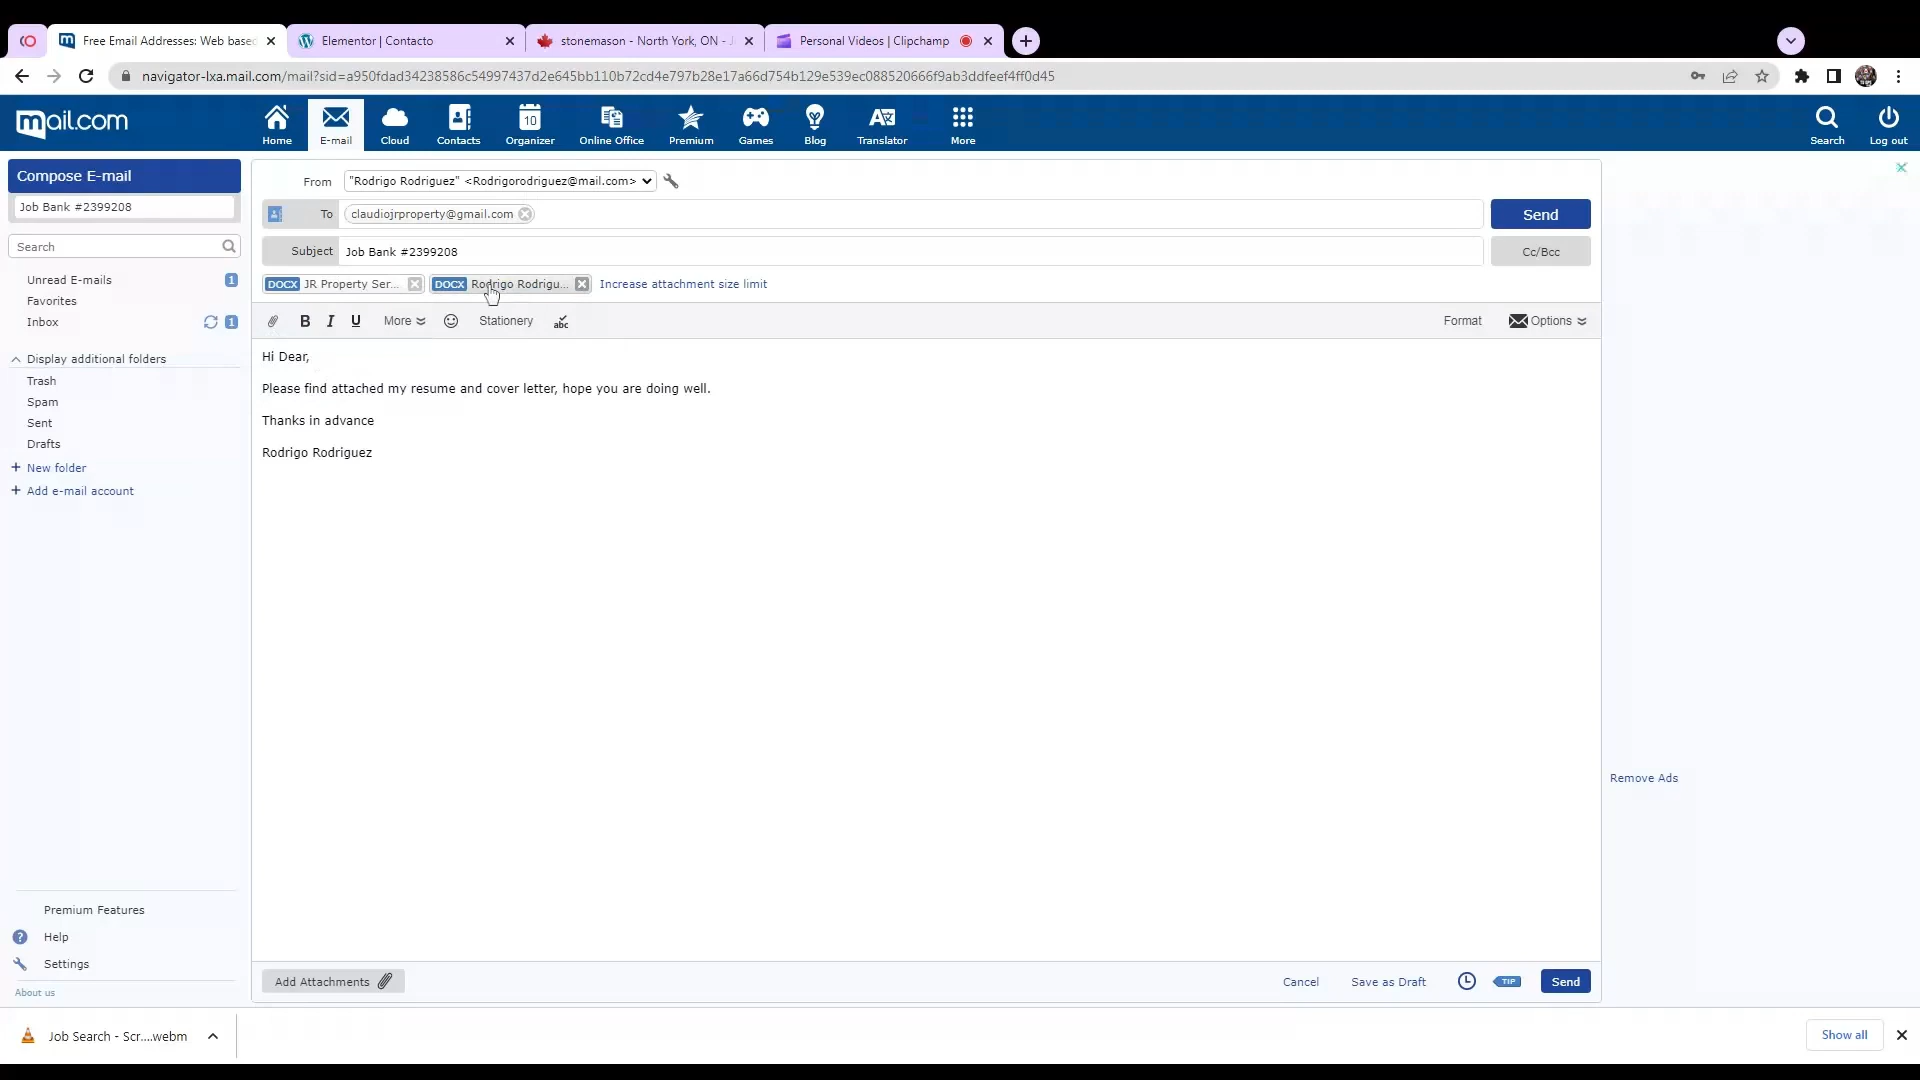 Free Email Addresses: Web based
Elementor | Contacto
stonemason - North York, ON - J
Personal Videos | Clipchamp
navigator-lxa.mail.com/mail?sid=a950fdad34238586c54997437d2e645bb110b72cd4e797b28e17a66d754b129e539ec088520666f9ab3ddfeef4ff0d45
mail.com
Home
E-mail
Cloud
Contacts
10
Organizer
Online Office
Premium
Games
Blog
Translator
More
Search
Log out
Compose E-mail
Job Bank #2399208
Search
Unread E-mails 1
Favorites
Inbox 1
Display additional folders
Trash
Spam
Sent
Drafts
+ New folder
+ Add e-mail account
Premium Features
? Help
Settings
About us
From "Rodrigo Rodriguez" <Rodrigorodriguez@mail.com>
To claudiojrproperty@gmail.com
Send
Subject Job Bank #2399208
Cc/Bcc
DOCX JR Property Ser... DOCX Rodrigo Rodrigu... Increase attachment size limit
B I U More Stationery abc Format Options
Hi Dear,
Please find attached my resume and cover letter, hope you are doing well.
Thanks in advance
Rodrigo Rodriguez
Remove Ads
Add Attachments Cancel Save as Draft TIP Send
Job Search - Scr....webm
Show all